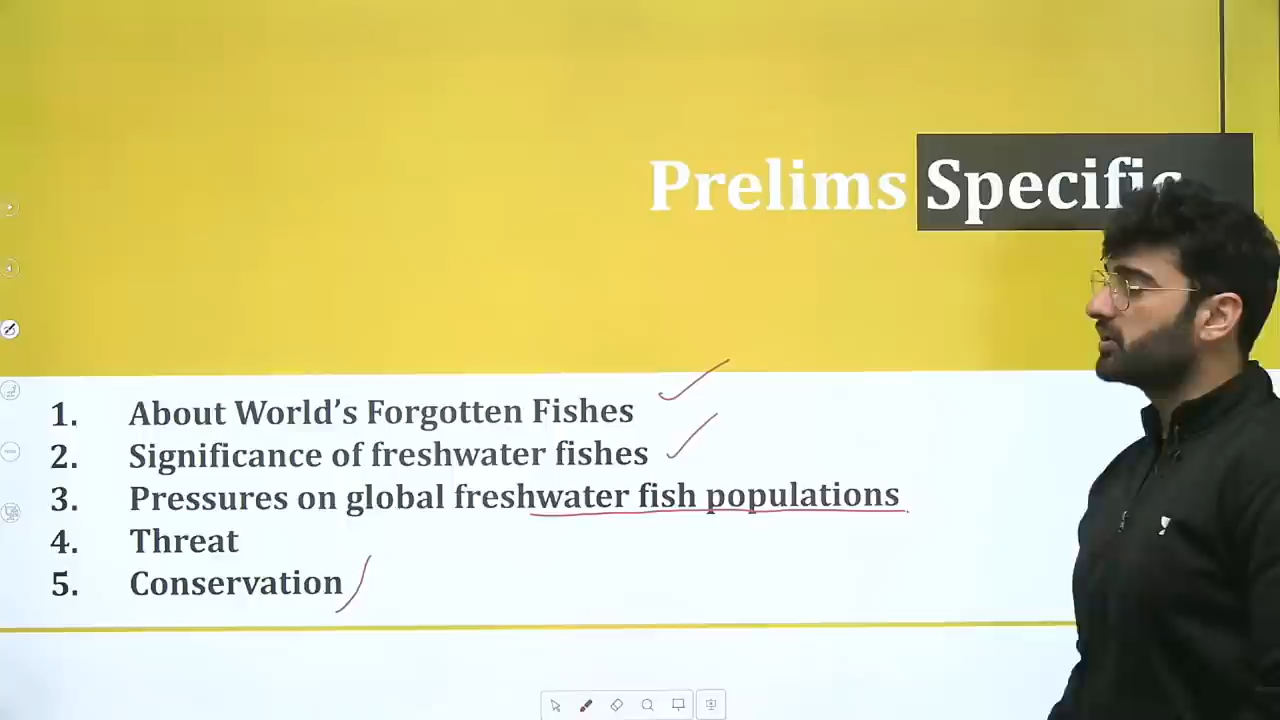 Prelims Specific
1. About World's Forgotten Fishes
2. Significance of freshwater fishes
3. Pressures on global freshwater fish populations
4. Threat
5. Conservation